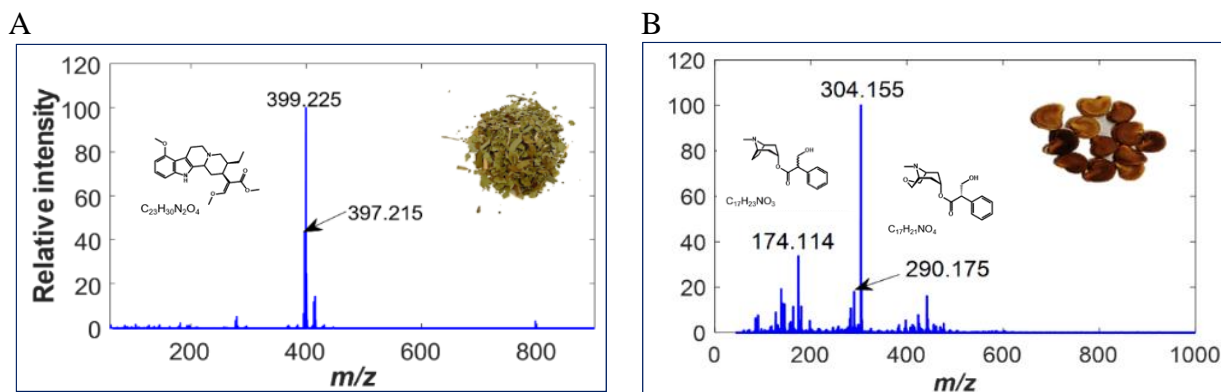 A
Relative intensity
120
100
80
60
40
20
0
399.225
397.215
O
N
N
H
O
O
O
C23H30N2O4
200
400
600
800
m/z
B
120
100
80
60
40
20
0
304.155
174.114
290.175
N
OH
O
O
C17H23NO3
N
O
OH
O
O
C17H21NO4
0
200
400
600
800
1000
m/z